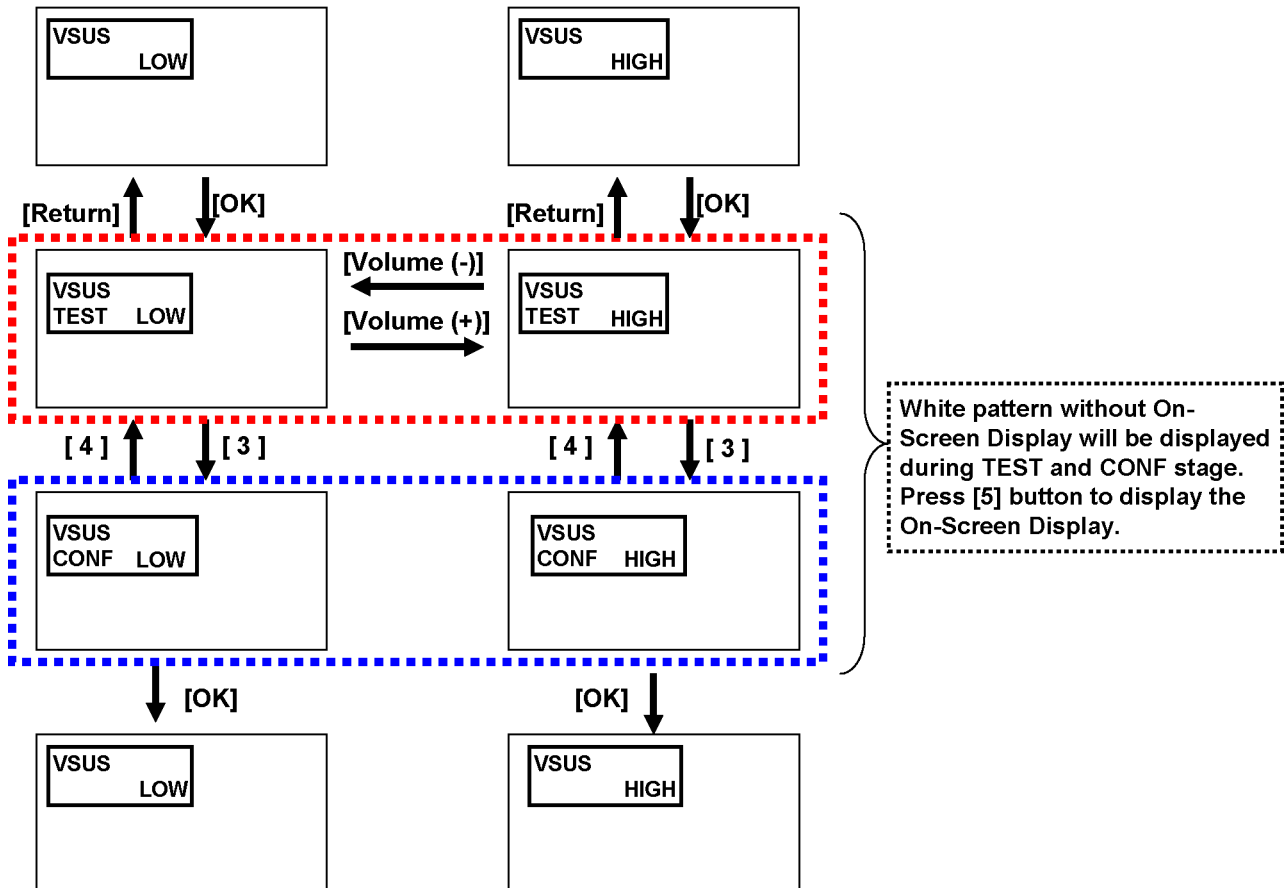 VSUS
LOW
VSUS
HIGH
[Return]
[OK]
[Return]
[OK]
VSUS
TEST LOW
[Volume (-)]
[Volume (+)]
VSUS
TEST HIGH
[ 4 ]
[ 3 ]
[ 4 ]
[ 3 ]
White pattern without On-
Screen Display will be displayed
during TEST and CONF stage.
Press [5] button to display the
On-Screen Display.
VSUS
CONF LOW
VSUS
CONF HIGH
[OK]
[OK]
VSUS
LOW
VSUS
HIGH